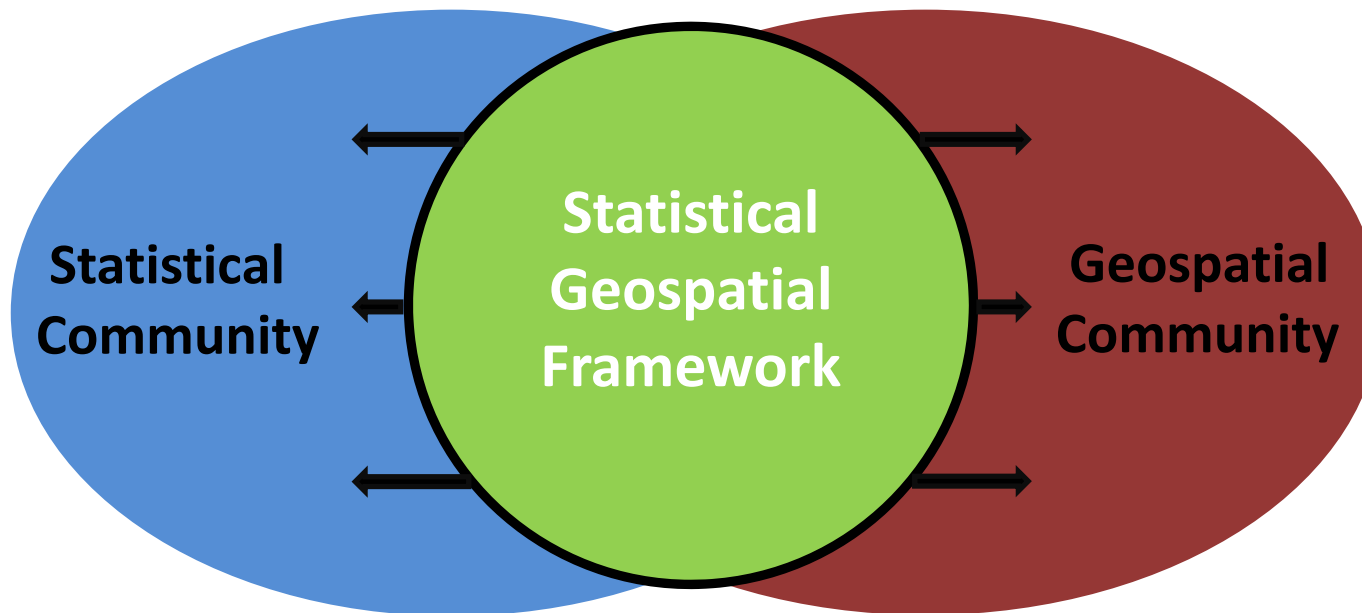 Statistical
Community
Statistical
Geospatial
Framework
Geospatial
Community